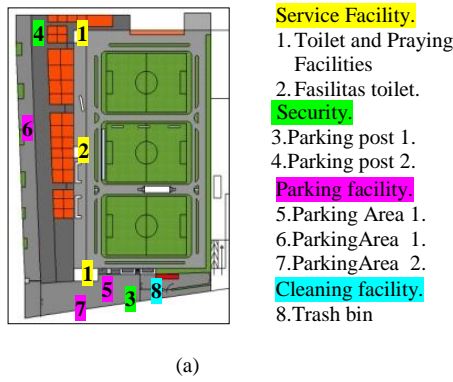 4
1
6
2
1
5
3
8
7
Service Facility.
1. Toilet and Praying
Facilities
2. Fasilitas toilet.
Security.
3.Parking post 1.
4.Parking post 2.
Parking facility.
5.Parking Area 1.
6.ParkingArea 1.
7.ParkingArea 2.
Cleaning facility.
8.Trash bin
(a)